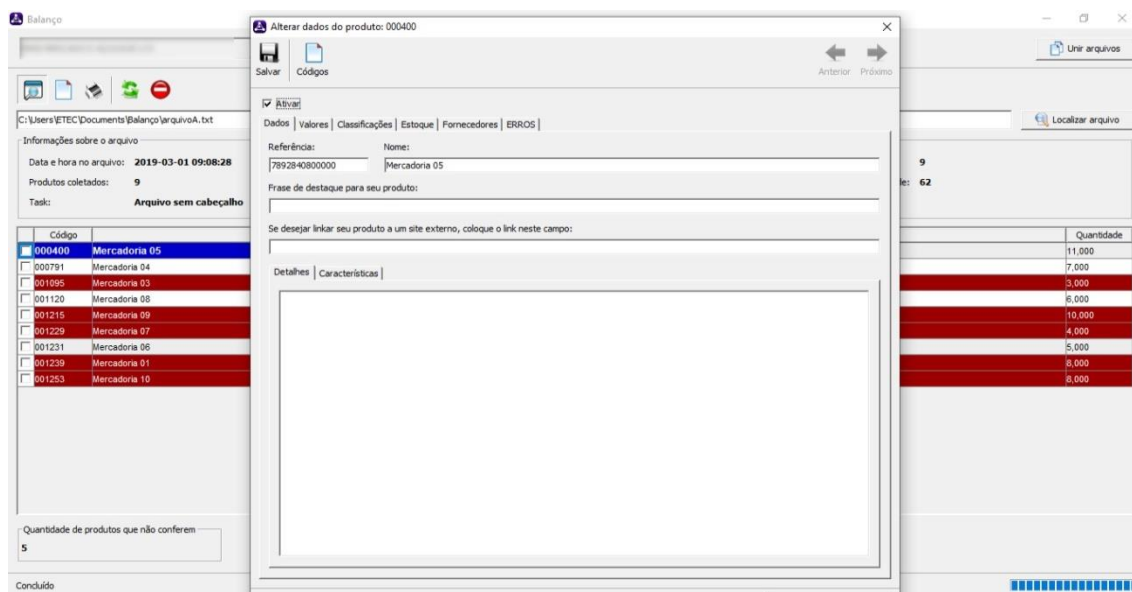 Balanço
Unir arquivos
C:\Users\ETEC\Documents\Balanço\arquivoA.txt
Localizar arquivo
Informações sobre o arquivo
Data e hora no arquivo: 2019-03-01 09:08:28
9
Produtos coletados: 9
de: 62
Task: Arquivo sem cabeçalho
Código
Quantidade
000400 Mercadoria 05 11,000
000791 Mercadoria 04 7,000
001095 Mercadoria 03 3,000
001120 Mercadoria 08 6,000
001215 Mercadoria 09 10,000
001229 Mercadoria 07 4,000
001231 Mercadoria 06 5,000
001239 Mercadoria 01 8,000
001253 Mercadoria 10 8,000
Quantidade de produtos que não conferem
5
Concluído
Alterar dados do produto: 000400
Salvar Códigos
Anterior Próximo
Ativar
Dados Valores Classificações Estoque Fornecedores ERROS
Referência: Nome:
7892840800000 Mercadoria 05
Frase de destaque para seu produto:
Se desejar linkar seu produto a um site externo, coloque o link neste campo:
Detalhes Características